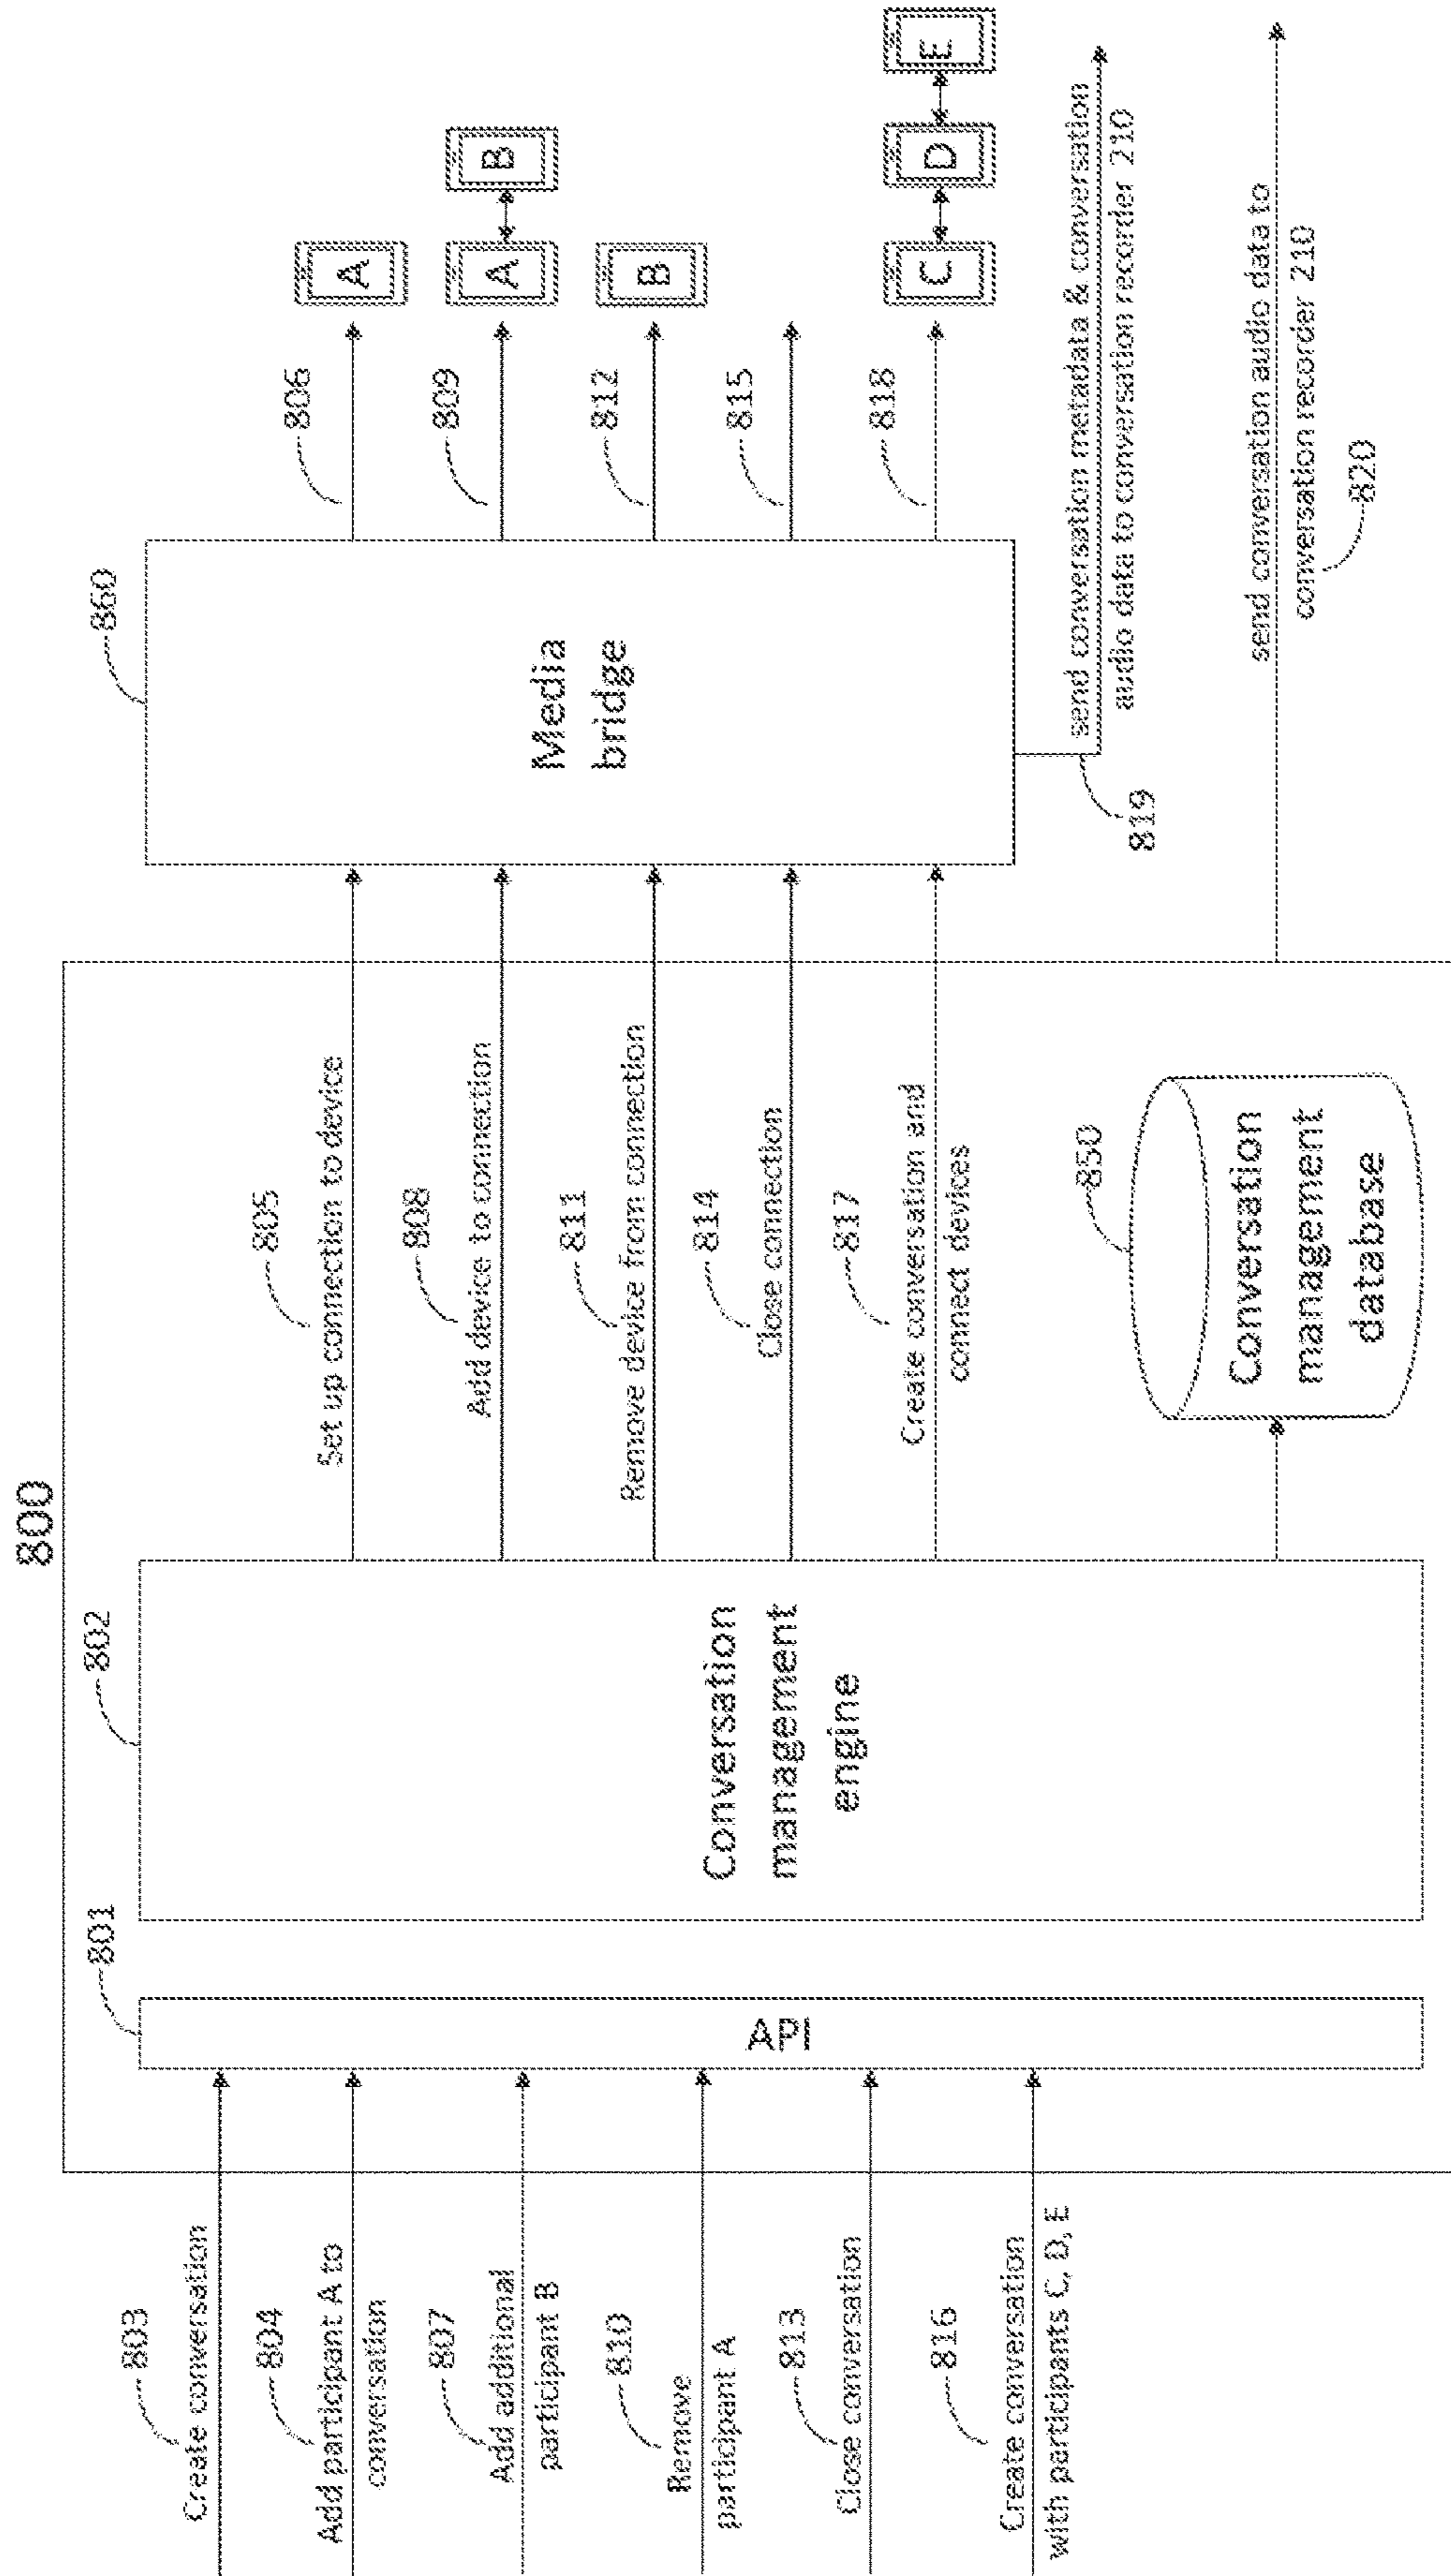 800
801
802
860
803
Create conversation
804
Add participant A to
conversation
807
Add additional
participant B
810
Remove
participant A
813
Close conversation
816
Create conversation
with participants C, D, E
API
Conversation
management
engine
805
Set up connection to device
808
Add device to connection
811
Remove device from connection
814
Close connection
817
Create conversation and
connect devices
850
Conversation
management
database
Media
bridge
806
A
809
A
B
812
B
815
818
C
D
E
819
send conversation metadata & conversation
audio data to conversation recorder 210
send conversation audio data to
conversation recorder 210
820